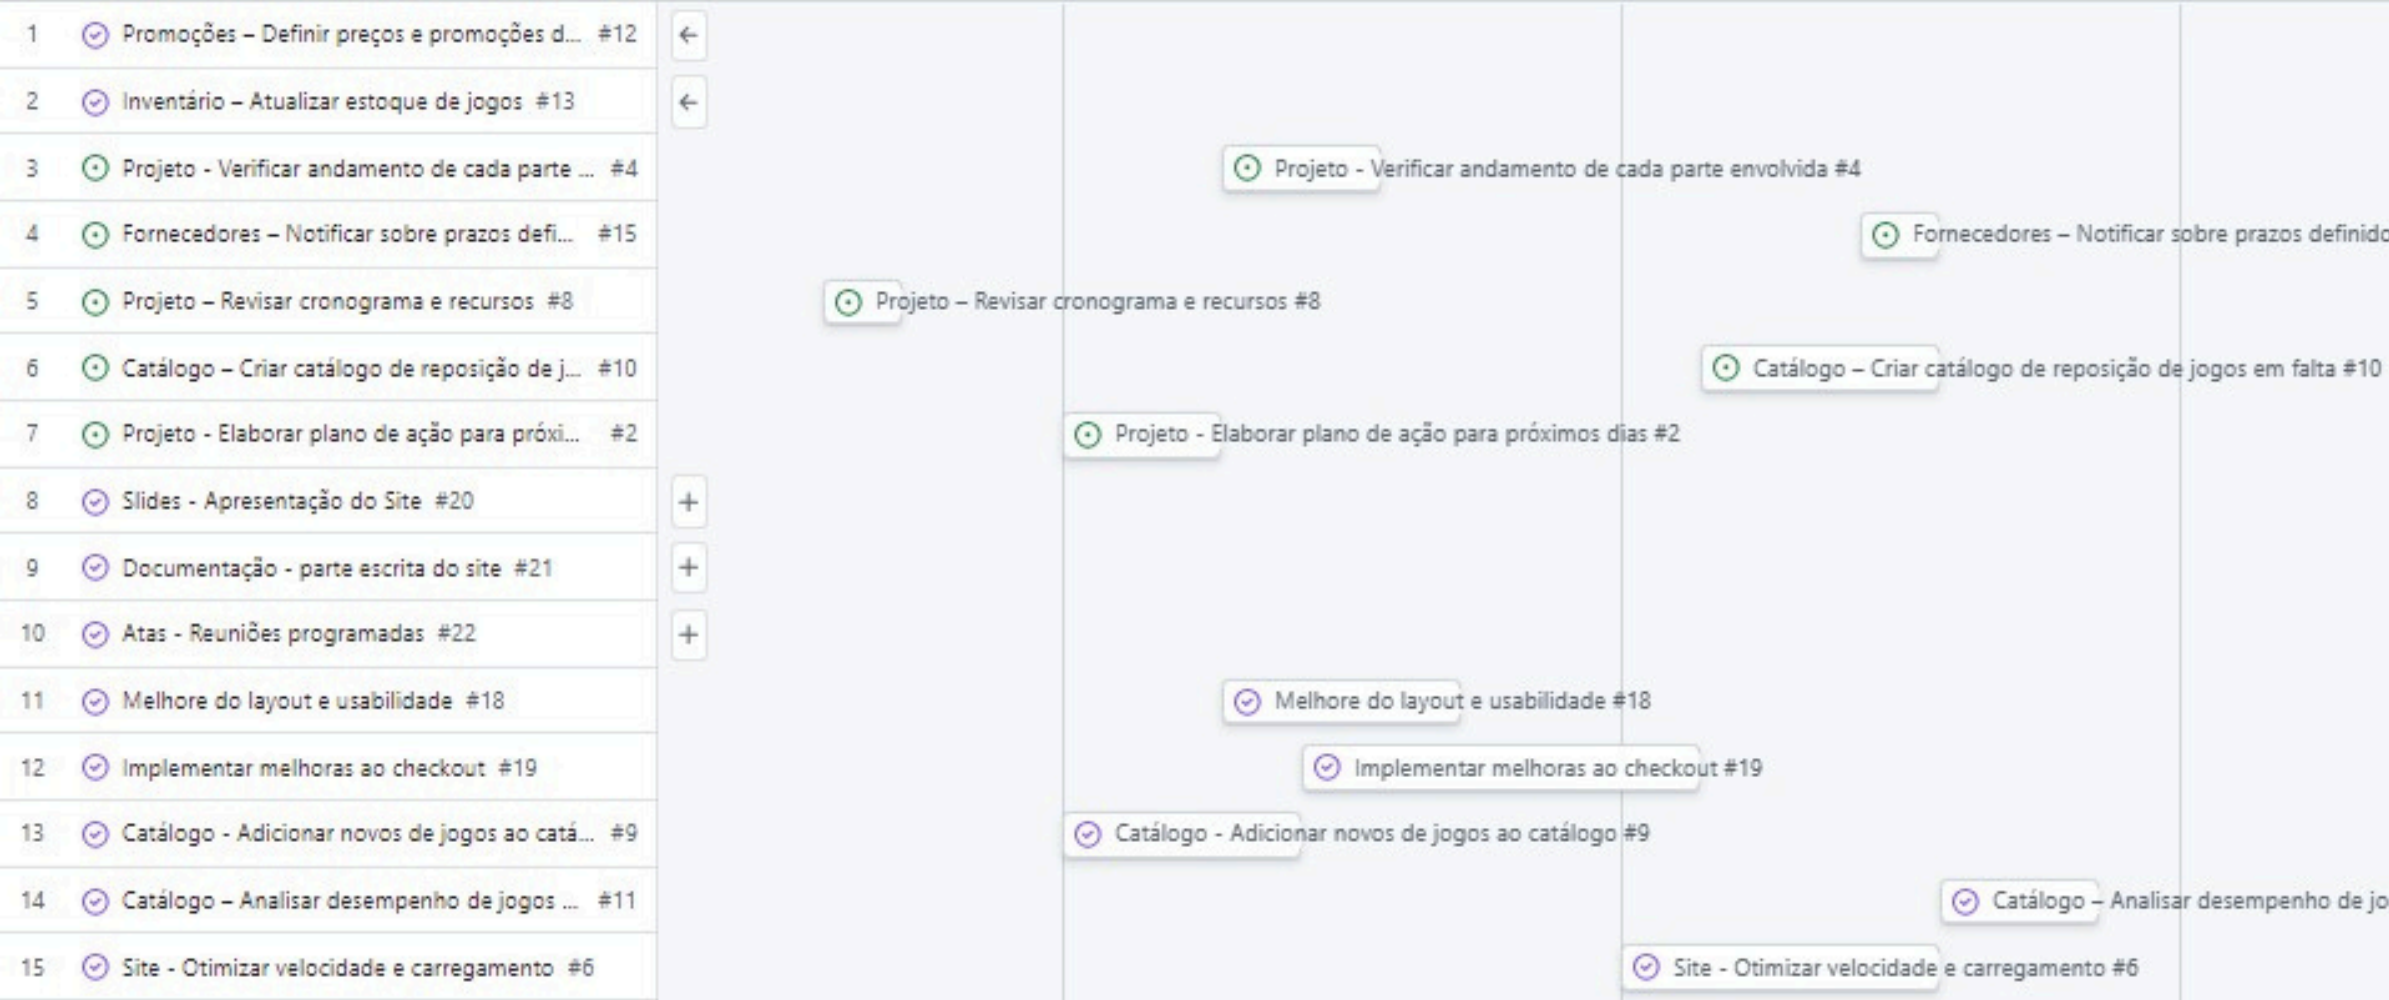 1 Promoções – Definir preços e promoções d... #12
2 Inventário – Atualizar estoque de jogos #13
3 Projeto - Verificar andamento de cada parte ... #4 Projeto - Verificar andamento de cada parte envolvida #4
4 Fornecedores – Notificar sobre prazos defi... #15 Fornecedores – Notificar sobre prazos definido
5 Projeto – Revisar cronograma e recursos #8 Projeto – Revisar cronograma e recursos #8
6 Catálogo – Criar catálogo de reposição de j... #10 Catálogo – Criar catálogo de reposição de jogos em falta #10
7 Projeto - Elaborar plano de ação para próxi... #2 Projeto - Elaborar plano de ação para próximos dias #2
8 Slides - Apresentação do Site #20
9 Documentação - parte escrita do site #21
10 Atas - Reuniões programadas #22
11 Melhore do layout e usabilidade #18 Melhore do layout e usabilidade #18
12 Implementar melhoras ao checkout #19 Implementar melhoras ao checkout #19
13 Catálogo - Adicionar novos de jogos ao catá... #9 Catálogo - Adicionar novos de jogos ao catálogo #9
14 Catálogo – Analisar desempenho de jogos ... #11 Catálogo – Analisar desempenho de jo
15 Site - Otimizar velocidade e carregamento #6 Site - Otimizar velocidade e carregamento #6